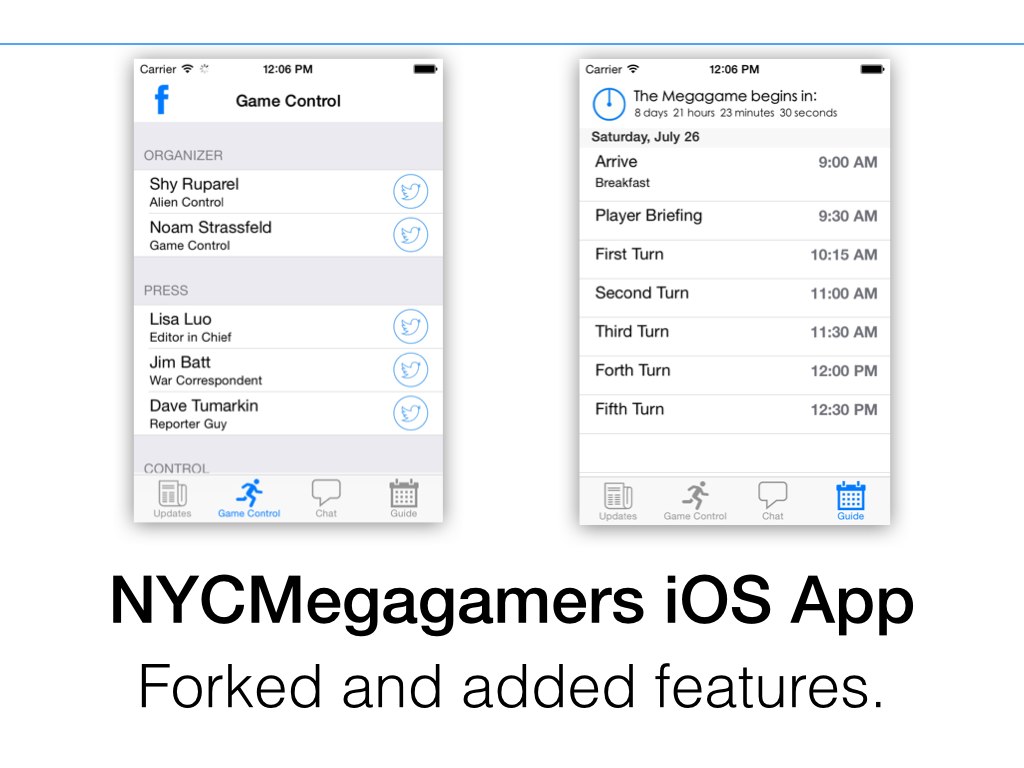 Carrier 12:06 PM
f Game Control
ORGANIZER
Shy Ruparel
Alien Control
Noam Strassfeld
Game Control
PRESS
Lisa Luo
Editor in Chief
Jim Batt
War Correspondent
Dave Tumarkin
Reporter Guy
CONTROL
Updates Game Control Chat Guide
Carrier 12:06 PM
The Megagame begins in:
8 days 21 hours 23 minutes 30 seconds
Saturday, July 26
Arrive 9:00 AM
Breakfast
Player Briefing 9:30 AM
First Turn 10:15 AM
Second Turn 11:00 AM
Third Turn 11:30 AM
Forth Turn 12:00 PM
Fifth Turn 12:30 PM
Updates Game Control Chat Guide
NYCMegagamers iOS App
Forked and added features.